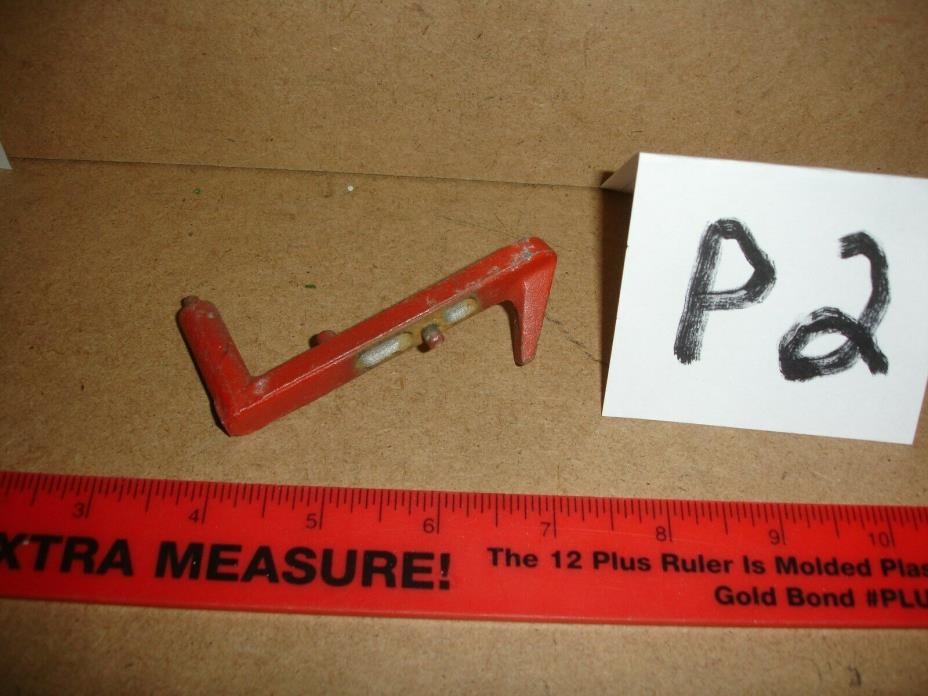 P2
3 4 5 6 7 8 9 10
XTRA MEASURE!
The 12 Plus Ruler Is Molded Plas
Gold Bond #PLU